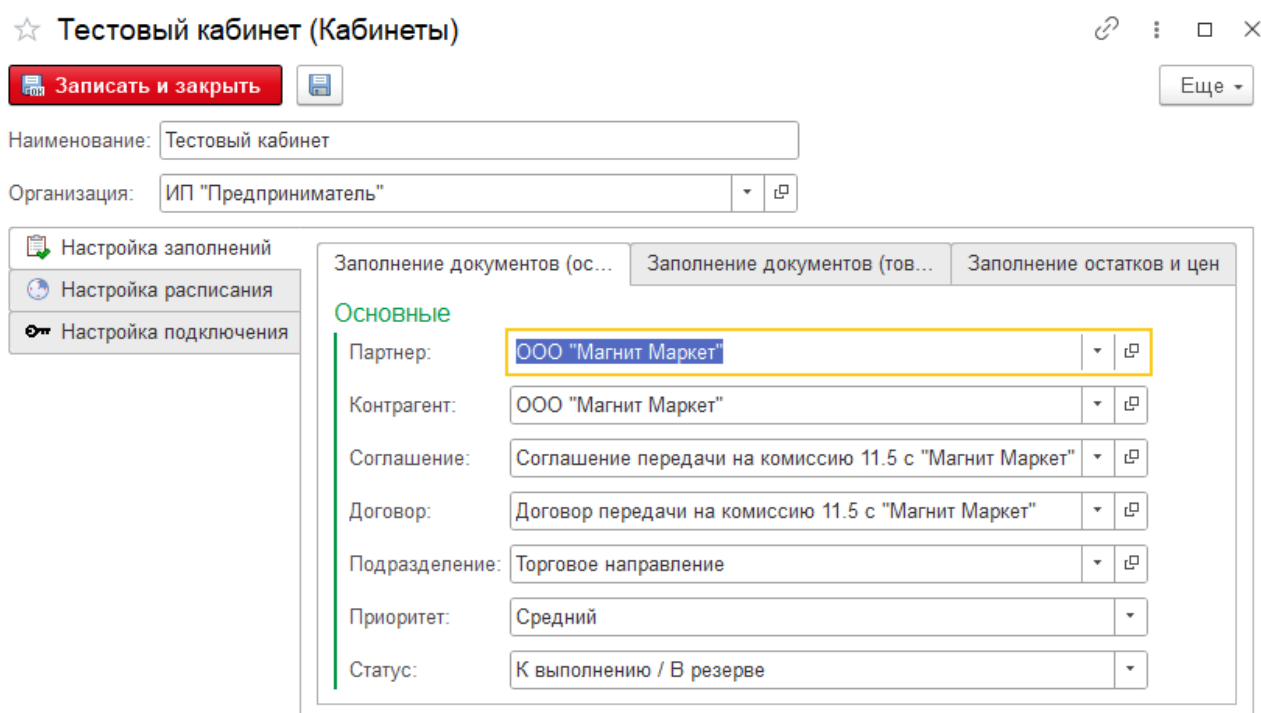 Тестовый кабинет (Кабинеты)
Записать и закрыть
Еще
Наименование: Тестовый кабинет
Организация: ИП "Предприниматель"
Настройка заполнений
Настройка расписания
Настройка подключения
Заполнение документов (ос... Заполнение документов (тов... Заполнение остатков и цен
Основные
Партнер: ООО "Магнит Маркет"
Контрагент: ООО "Магнит Маркет"
Соглашение: Соглашение передачи на комиссию 11.5 с "Магнит Маркет"
Договор: Договор передачи на комиссию 11.5 с "Магнит Маркет"
Подразделение: Торговое направление
Приоритет: Средний
Статус: К выполнению / В резерве